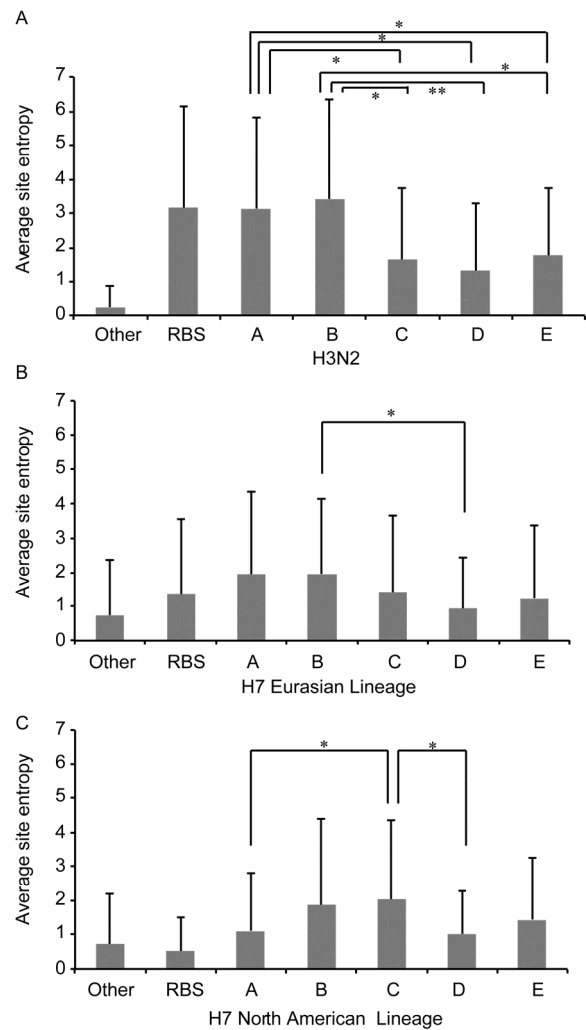 A
*
*
*
*
*
**
7
6
5
4
3
2
1
0
Average site entropy
Other RBS A B C D E
H3N2
B
*
7
6
5
4
3
2
1
0
Average site entropy
Other RBS A B C D E
H7 Eurasian Lineage
C
*
*
7
6
5
4
3
2
1
0
Average site entropy
Other RBS A B C D E
H7 North American Lineage